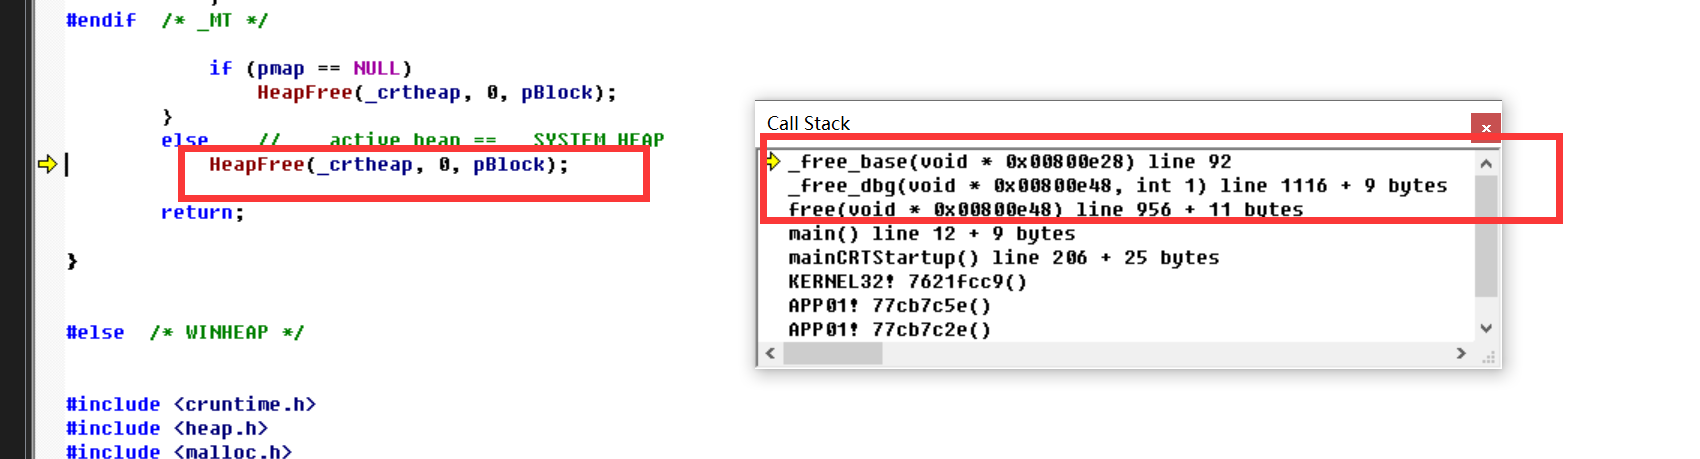 #endif /* _MT */
if (pmap == NULL)
HeapFree(_crtheap, 0, pBlock);
}
else // __active_heap == __SYSTEM_HEAP
HeapFree(_crtheap, 0, pBlock);
return;
}
#else /* WINHEAP */
#include <cruntime.h>
#include <heap.h>
#include <malloc.h>
Call Stack
_free_base(void * 0x00800e28) line 92
_free_dbg(void * 0x00800e48, int 1) line 1116 + 9 bytes
free(void * 0x00800e48) line 956 + 11 bytes
main() line 12 + 9 bytes
mainCRTStartup() line 206 + 25 bytes
KERNEL32! 7621fcc9()
APP01! 77cb7c5e()
APP01! 77cb7c2e()